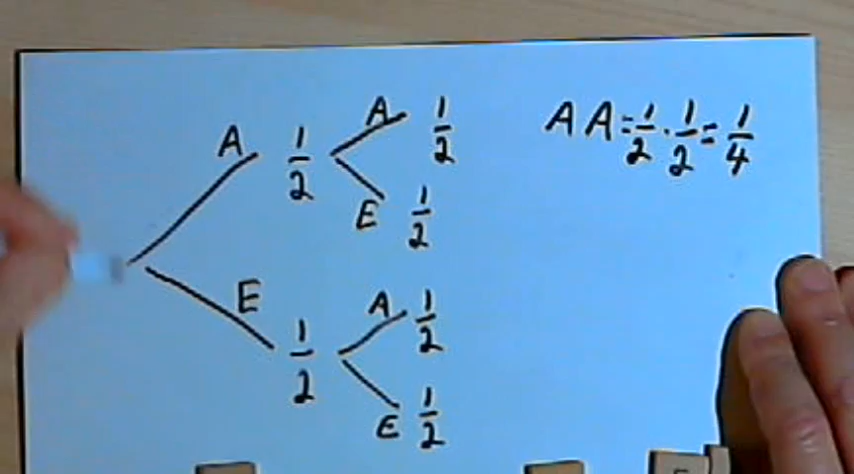 A 1/2 A 1/2
E 1/2
E 1/2 A 1/2
E 1/2
AA = 1/2 · 1/2 = 1/4